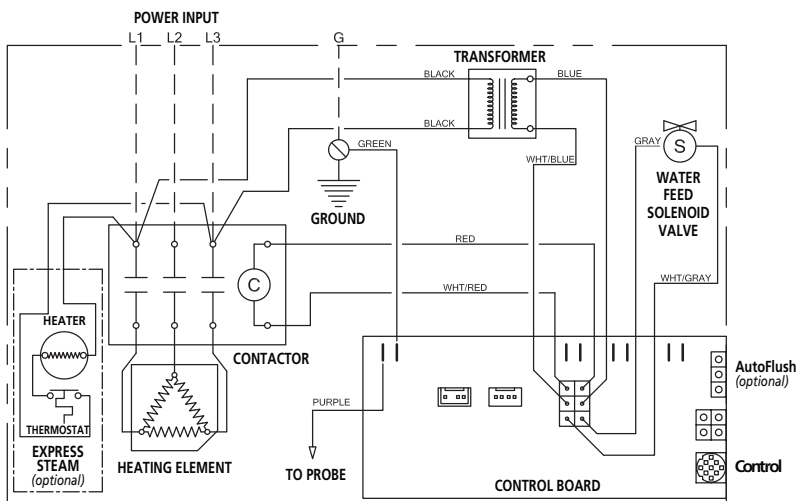 POWER INPUT
L1 L2 L3 G
TRANSFORMER
BLACK
BLUE
BLACK
GREEN
GRAY
S
WHT/BLUE
WATER
FEED
SOLENOID
VALVE
GROUND
RED
WHT/GRAY
WHT/RED
C
HEATER
CONTACTOR
AutoFlush
(optional)
PURPLE
THERMOSTAT
EXPRESS
STEAM
(optional)
HEATING ELEMENT
TO PROBE
CONTROL BOARD
Control